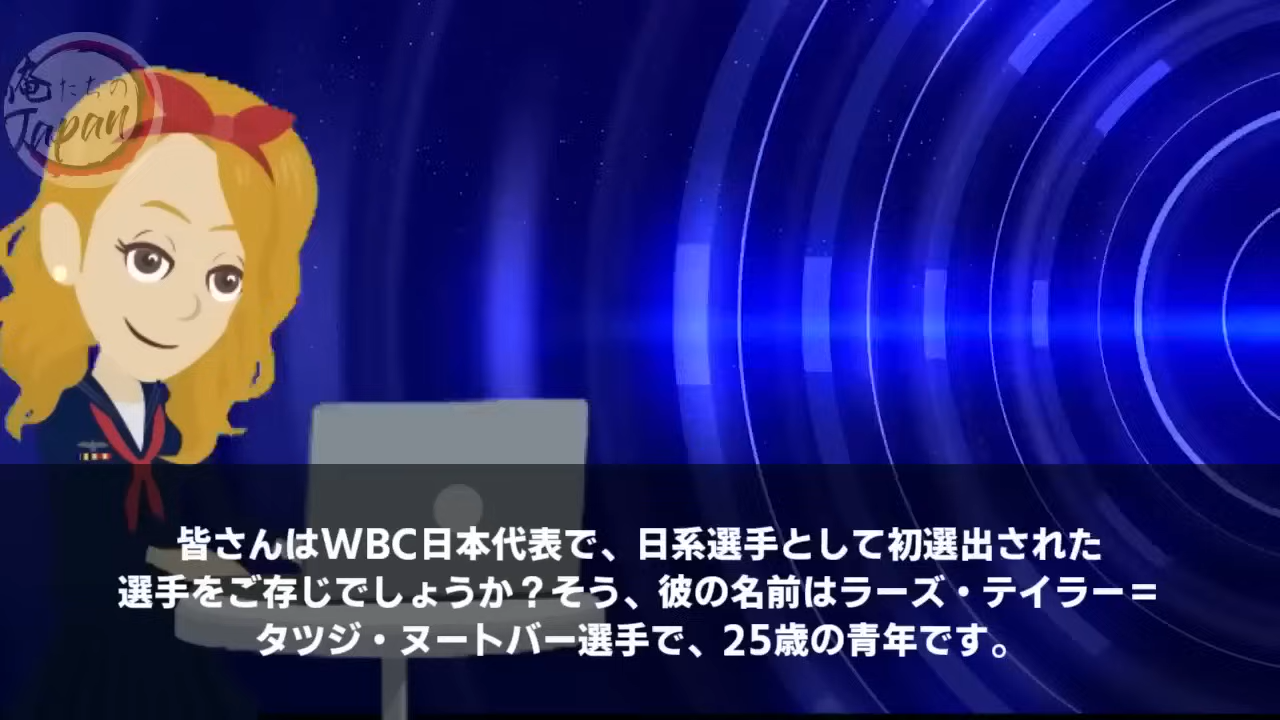 俺たちの
Japan
皆さんはWBC日本代表で、日系選手として初選出された
選手をご存じでしょうか？そう、彼の名前はラーズ・テイラー＝
タツジ・ヌートバー選手で、25歳の青年です。